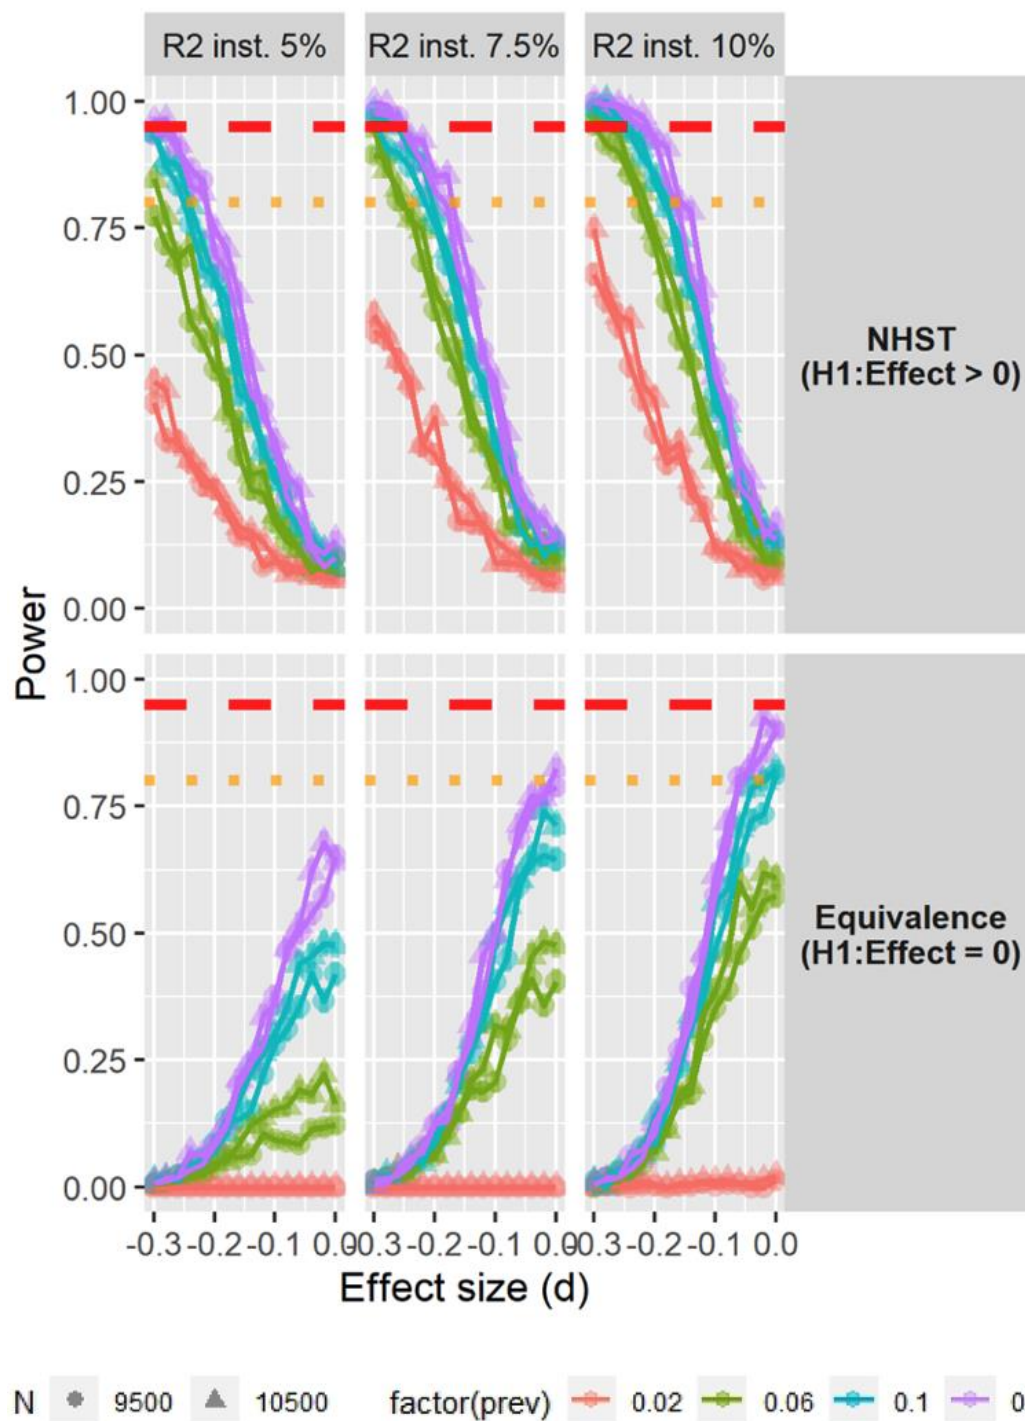 R2 inst. 5%
R2 inst. 7.5%
R2 inst. 10%
1.00
0.75
0.50
0.25
0.00
NHST
(H1:Effect > 0)
Power
1.00
0.75
0.50
0.25
0.00
Equivalence
(H1:Effect = 0)
-0.3 -0.2 -0.1 0.0
-0.3 -0.2 -0.1 0.0
-0.3 -0.2 -0.1 0.0
Effect size (d)
N 9500 10500 factor(prev) 0.02 0.06 0.1 0